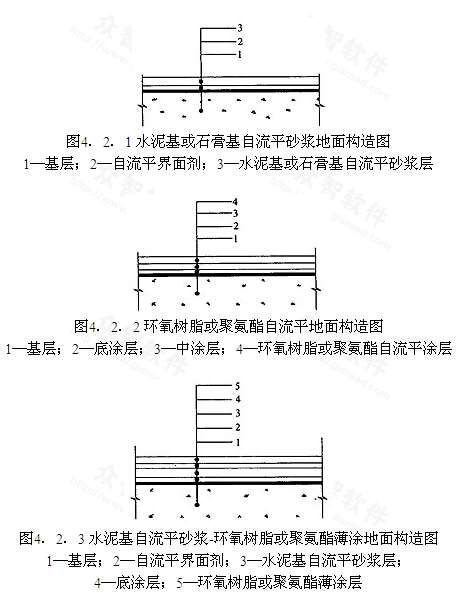 3
2
1
图4．2．1水泥基或石膏基自流平砂浆地面构造图
1—基层；2—自流平界面剂；3—水泥基或石膏基自流平砂浆层
4
3
2
1
图4．2．2环氧树脂或聚氨酯自流平地面构造图
1—基层；2—底涂层；3—中涂层；4—环氧树脂或聚氨酯自流平涂层
5
4
3
2
1
图4．2．3水泥基自流平砂浆-环氧树脂或聚氨酯薄涂地面构造图
1—基层；2—自流平界面剂；3—水泥基自流平砂浆层；
4—底涂层；5—环氧树脂或聚氨酯薄涂层